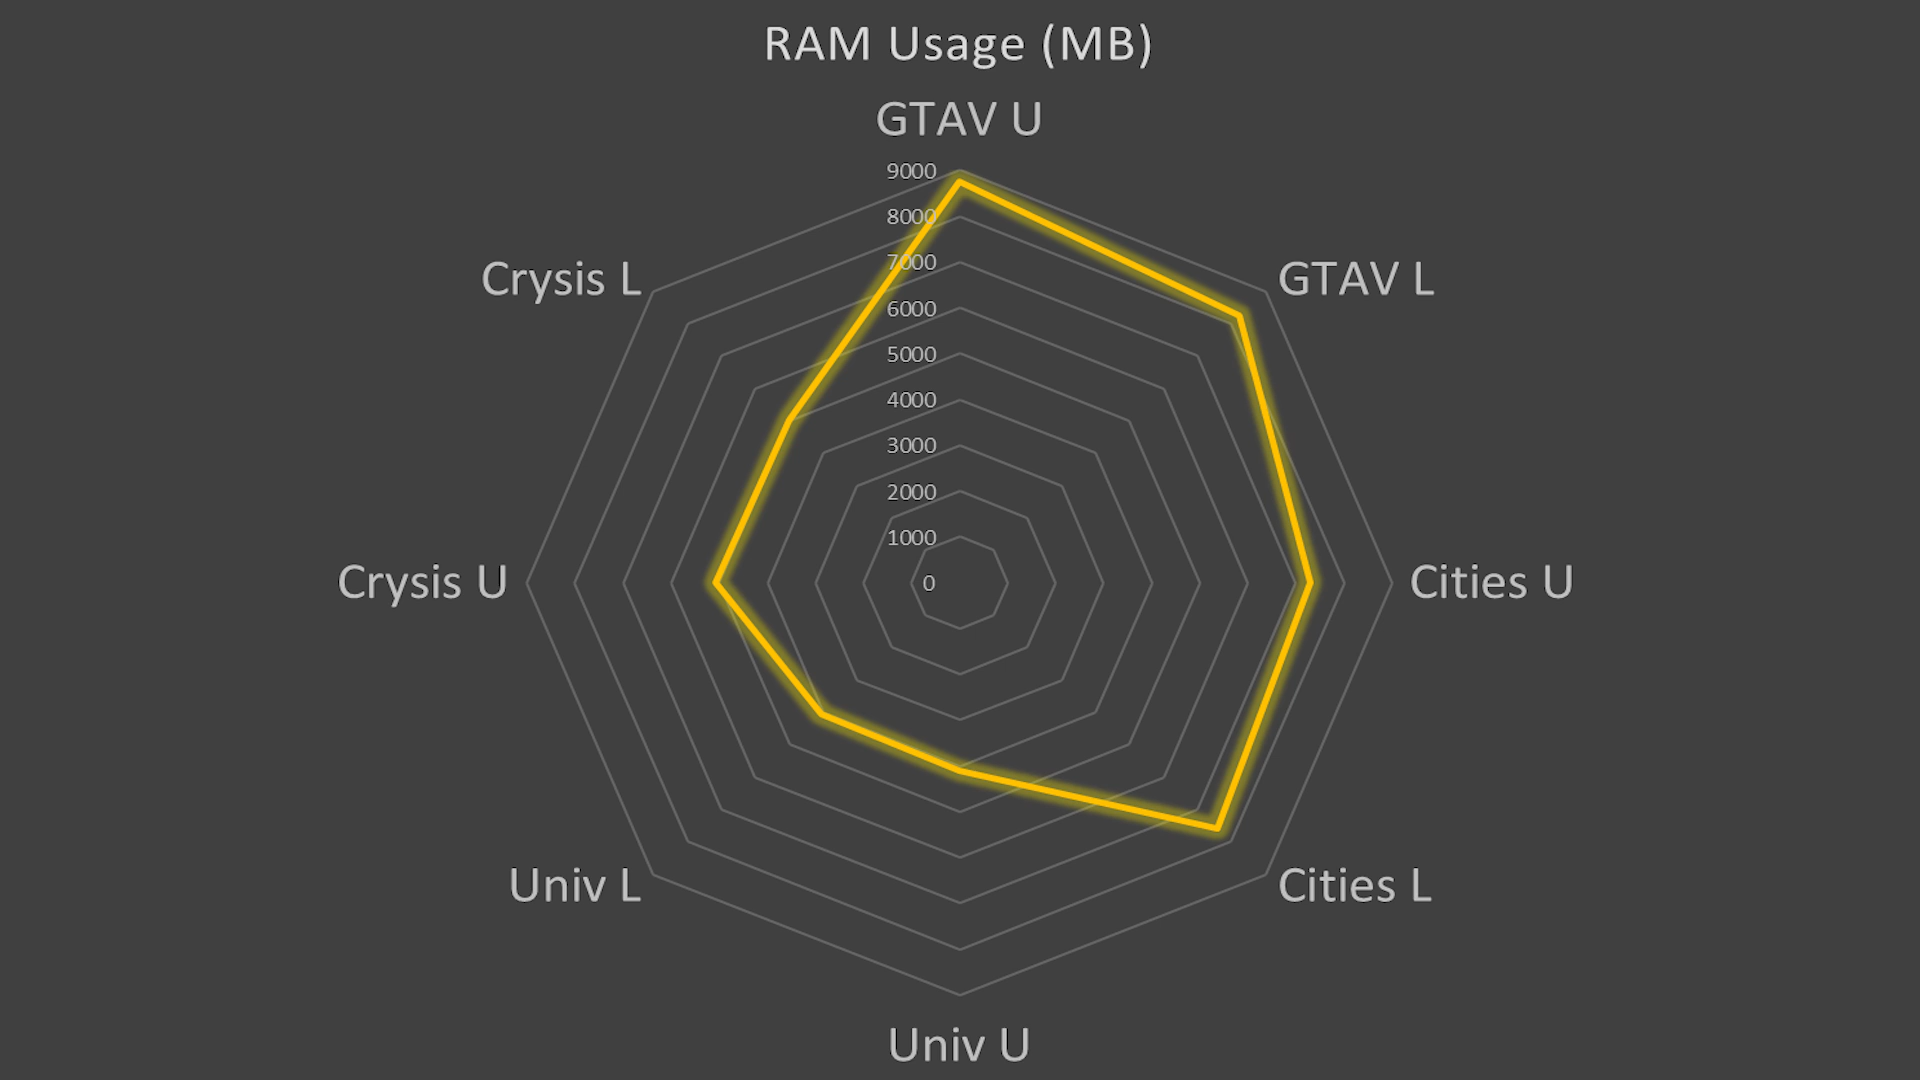 RAM Usage (MB)
GTAV U
9000
8000
7000
6000
5000
4000
3000
2000
1000
0
GTAV L
Cities U
Cities L
Univ U
Univ L
Crysis U
Crysis L